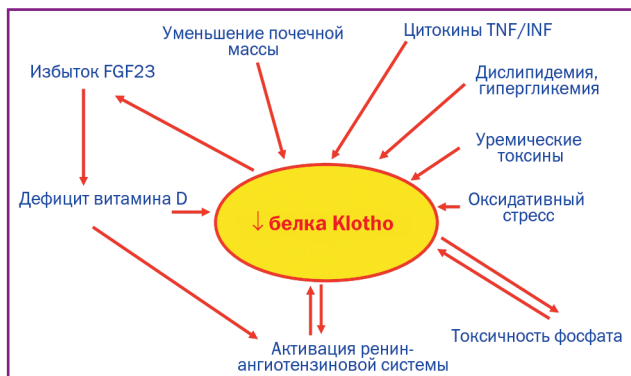 Уменьшение почечной
массы
Цитокины TNF/INF
Избыток FGF23
Дислипидемия,
гипергликемия
Уремические
токсины
Дефицит витамина D
Оксидативный
стресс
↓ белка Klotho
Токсичность фосфата
Активация ренин-
ангиотензиновой системы